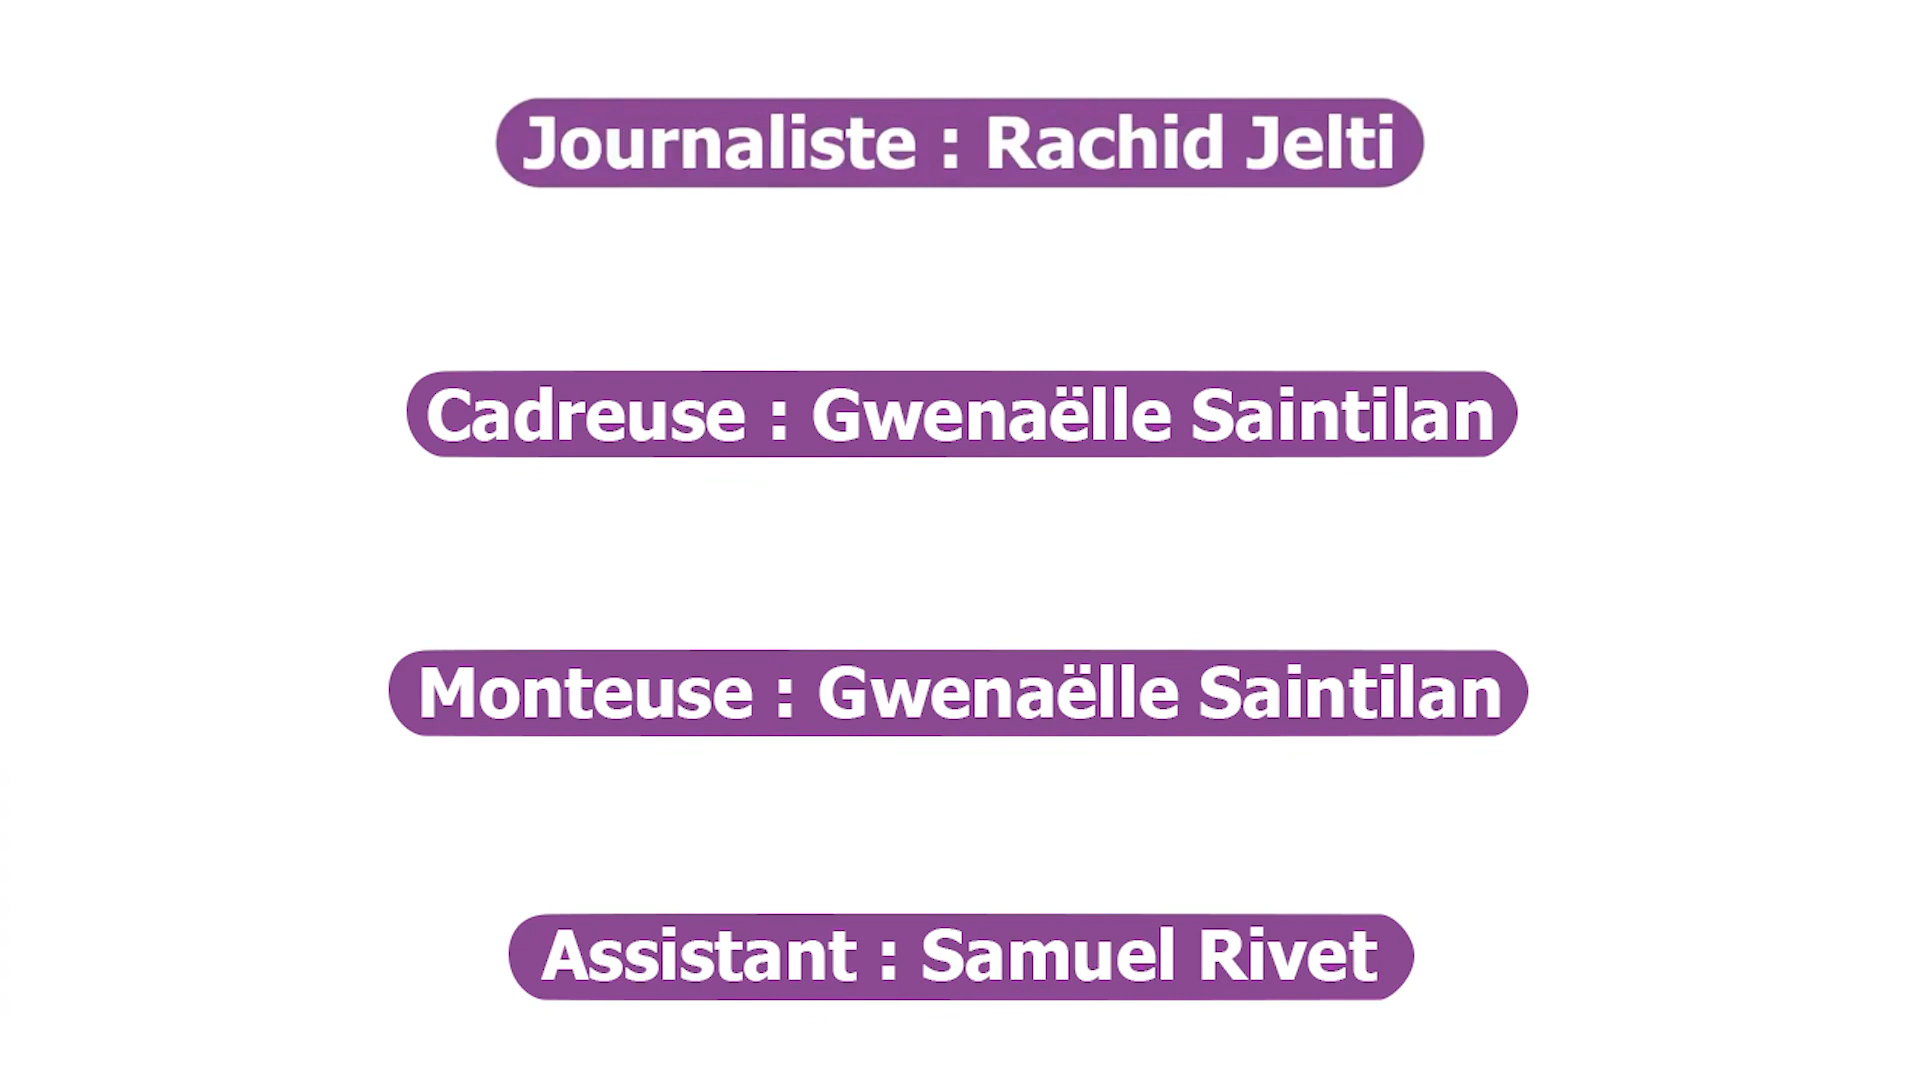 Journaliste : Rachid Jelti
Cadreuse : Gwenaëlle Saintilan
Monteuse : Gwenaëlle Saintilan
Assistant : Samuel Rivet